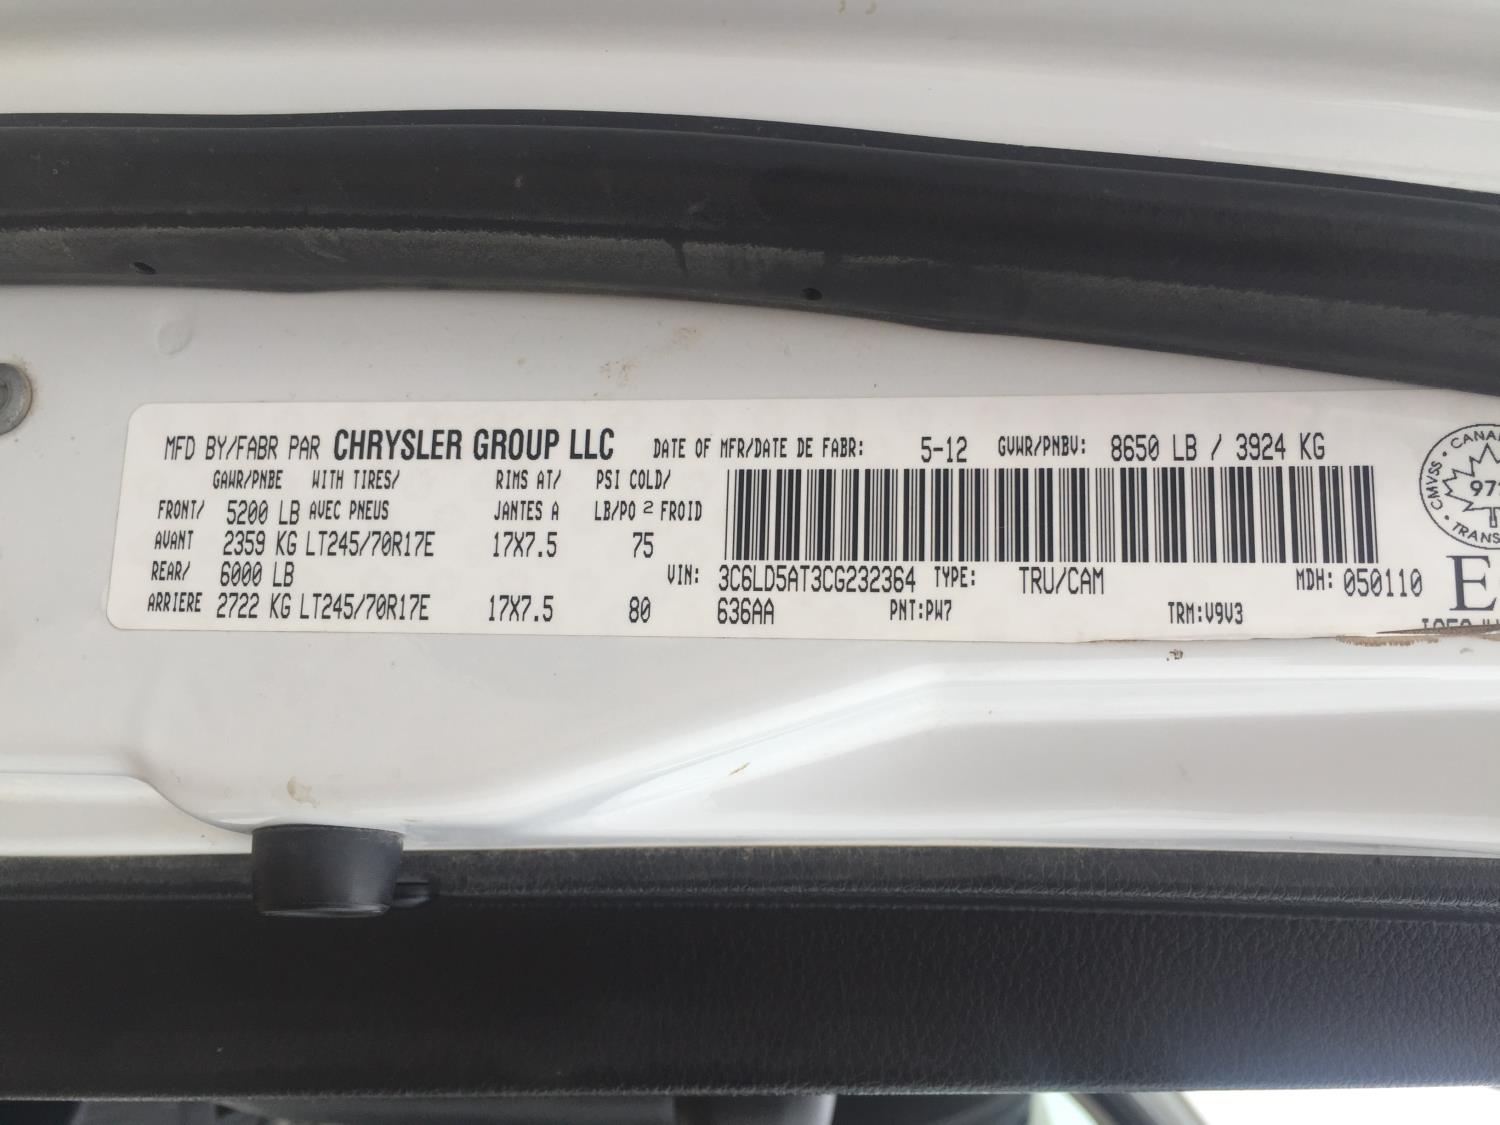 MFD BY/FABR PAR CHRYSLER GROUP LLC DATE OF MFR/DATE DE FABR: 5-12 GVWR/PNBV: 8650 LB / 3924 KG
GAWR/PNBE WITH TIRES/ RIMS AT/ PSI COLD/
FRONT/ 5200 LB AVEC PNEUS JANTES A LB/PO 2 FROID
AVANT 2359 KG LT245/70R17E 17X7.5 75
REAR/ 6000 LB VIN: 3C6LD5AT3CG232364 TYPE: TRU/CAM MDH: 050110
ARRIERE 2722 KG LT245/70R17E 17X7.5 80 636AA PNT:PW7 TRM:V9V3
CMVSS
E